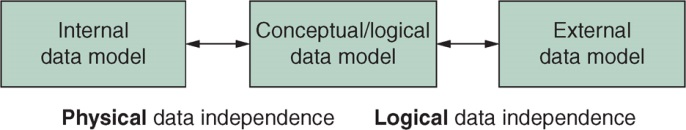 Internal
data model
Conceptual/logical
data model
External
data model
Physical data independence
Logical data independence